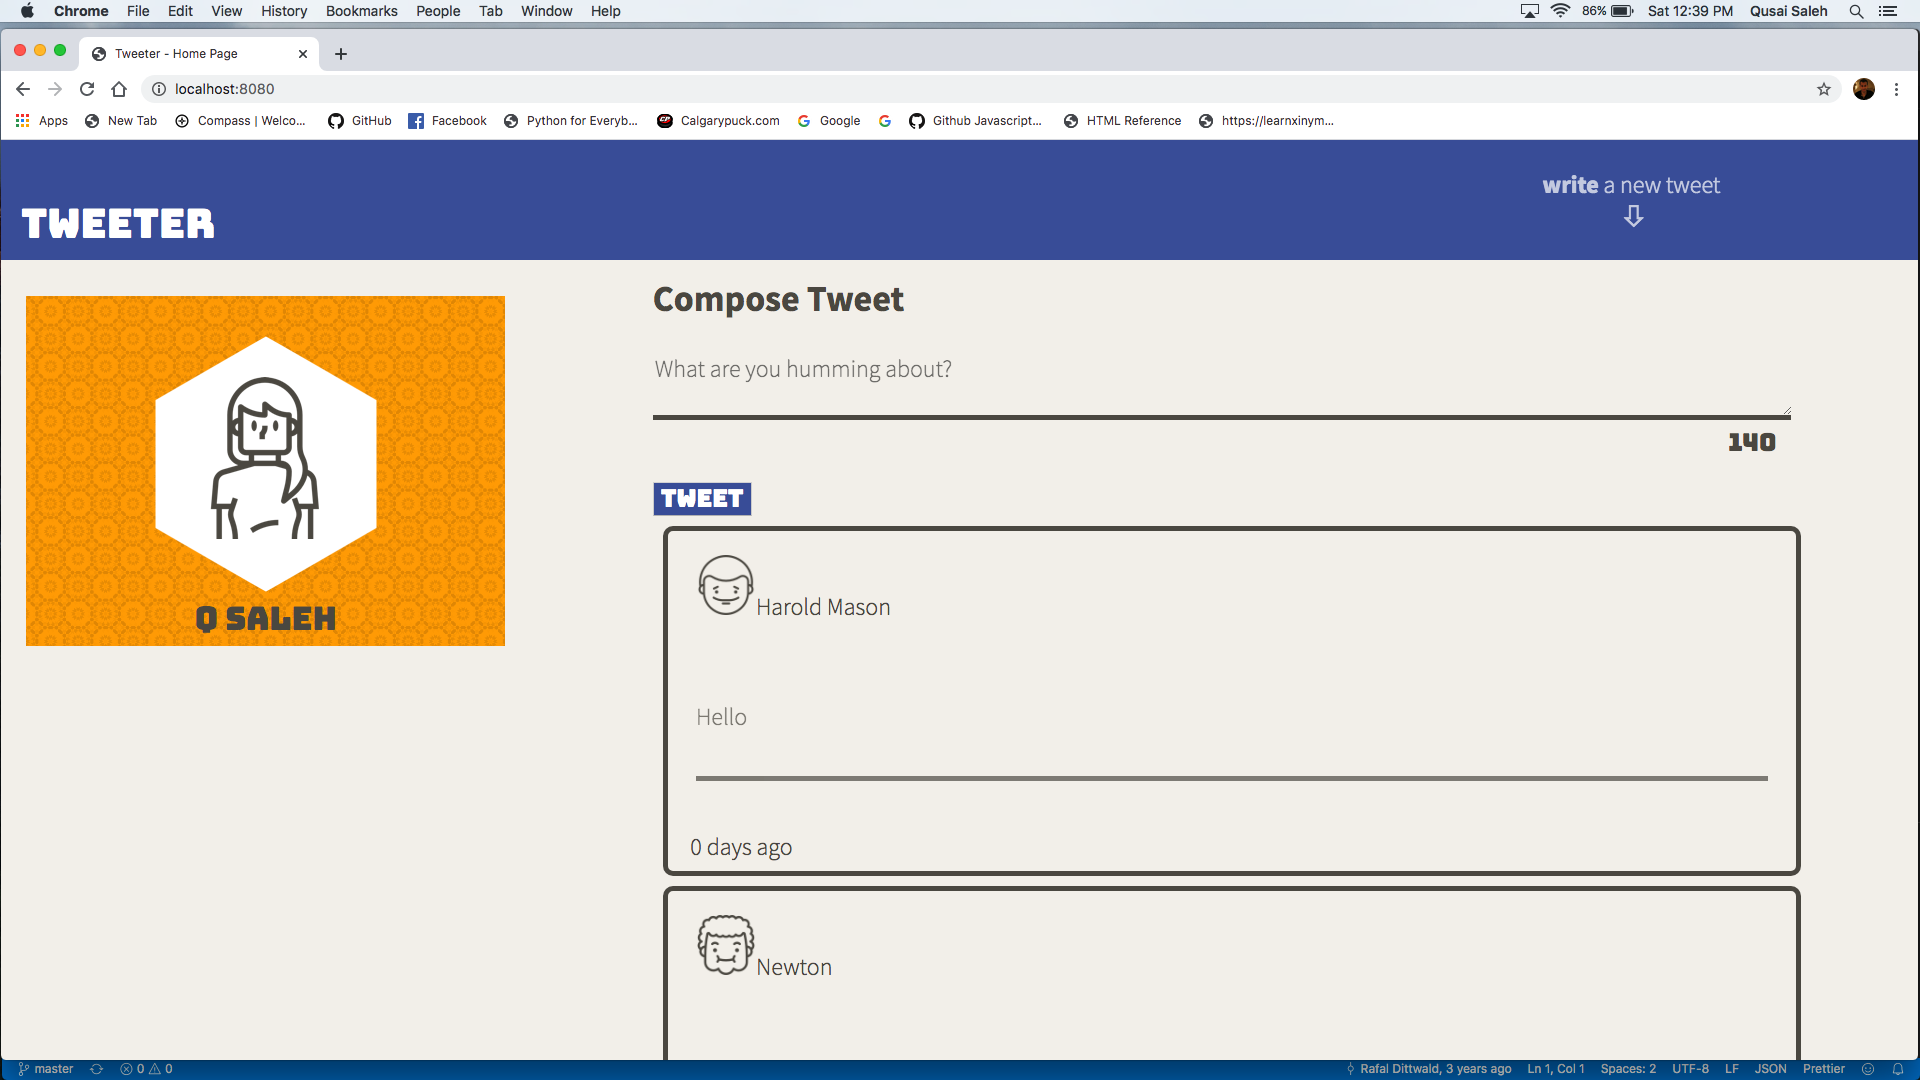 Chrome File Edit View History Bookmarks People Tab Window Help 86% Sat 12:39 PM Qusai Saleh
Tweeter - Home Page
localhost:8080
Apps New Tab Compass | Welco... GitHub Facebook Python for Everyb... Calgarypuck.com Google Github Javascript... HTML Reference https://learnxinym...
write a new tweet
TWEETER
Compose Tweet
What are you humming about?
140
TWEET
Q SALEH
Harold Mason
Hello
0 days ago
Newton
master 0 0 Rafal Dittwald, 3 years ago Ln 1, Col 1 Spaces: 2 UTF-8 LF JSON Prettier